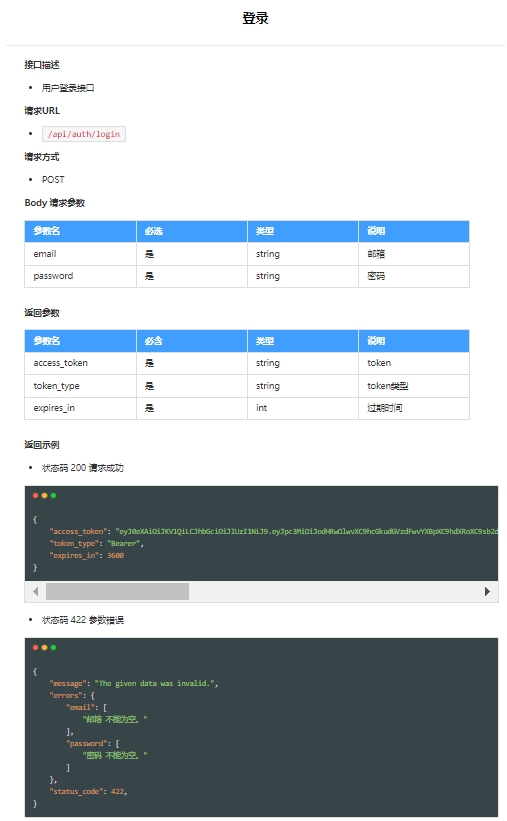 登录
接口描述
用户登录接口
请求URL
/api/auth/login
请求方式
POST
Body 请求参数
参数名 必选 类型 说明
email 是 string 邮箱
password 是 string 密码
返回参数
参数名 必含 类型 说明
access_token 是 string token
token_type 是 string token类型
expires_in 是 int 过期时间
返回示例
状态码 200 请求成功
{
"access_token": "eyJ0eXAiOiJKV1QiLCJhbGciOiJIUzI1NiJ9.eyJpc3MiOiJodHRwOlwvXC9hcGkudGVzdFwvYXBpXC9hdXRoXC9sb2d
"token_type": "Bearer",
"expires_in": 3600
}
状态码 422 参数错误
{
"message": "The given data was invalid.",
"errors": {
"email": [
"邮箱 不能为空。"
],
"password": [
"密码 不能为空。"
]
},
"status_code": 422,
}